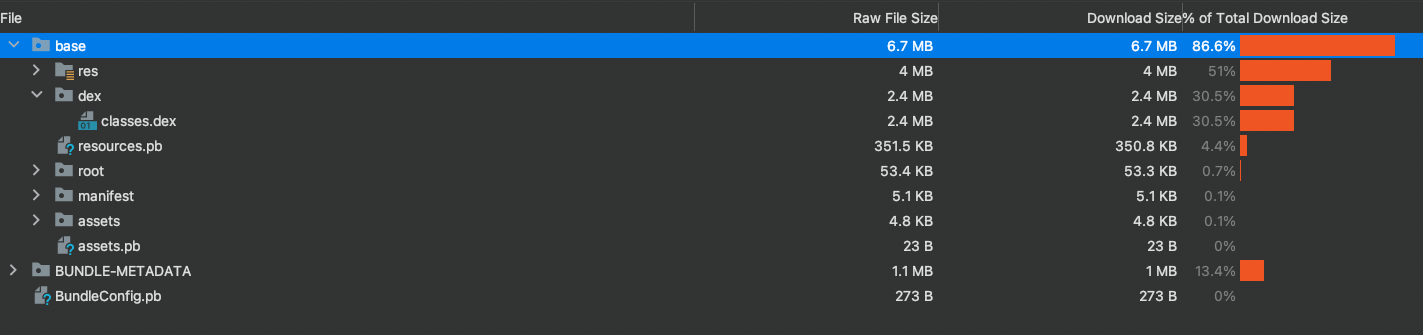 File Raw File Size Download Size % of Total Download Size
base 6.7 MB 6.7 MB 86.6%
res 4 MB 4 MB 51%
dex 2.4 MB 2.4 MB 30.5%
classes.dex 2.4 MB 2.4 MB 30.5%
resources.pb 351.5 KB 350.8 KB 4.4%
root 53.4 KB 53.3 KB 0.7%
manifest 5.1 KB 5.1 KB 0.1%
assets 4.8 KB 4.8 KB 0.1%
assets.pb 23 B 23 B 0%
BUNDLE-METADATA 1.1 MB 1 MB 13.4%
BundleConfig.pb 273 B 273 B 0%